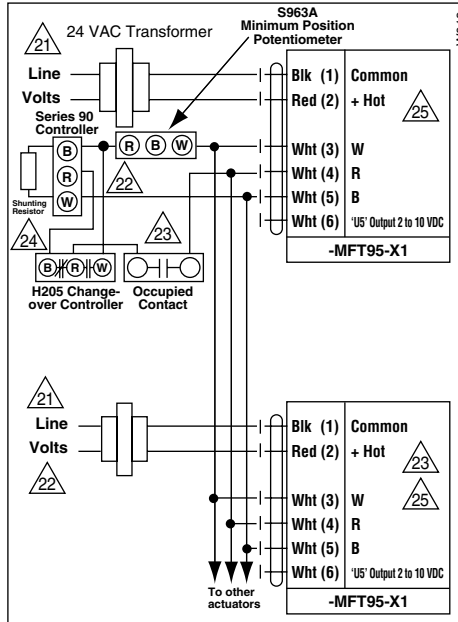 S963A
Minimum Position
Potentiometer
21
24 VAC Transformer
Line
Volts
Blk (1) Common
Red (2) + Hot
25
Series 90
Controller
B
R
W
R B W
22
Shunting
Resistor
24
23
Wht (3) W
Wht (4) R
Wht (5) B
Wht (6) 'U5' Output 2 to 10 VDC
-MFT95-X1
B R W
H205 Change-
over Controller
Occupied
Contact
21
Line
Volts
22
Blk (1) Common
Red (2) + Hot
23
25
Wht (3) W
Wht (4) R
Wht (5) B
Wht (6) 'U5' Output 2 to 10 VDC
-MFT95-X1
To other
actuators